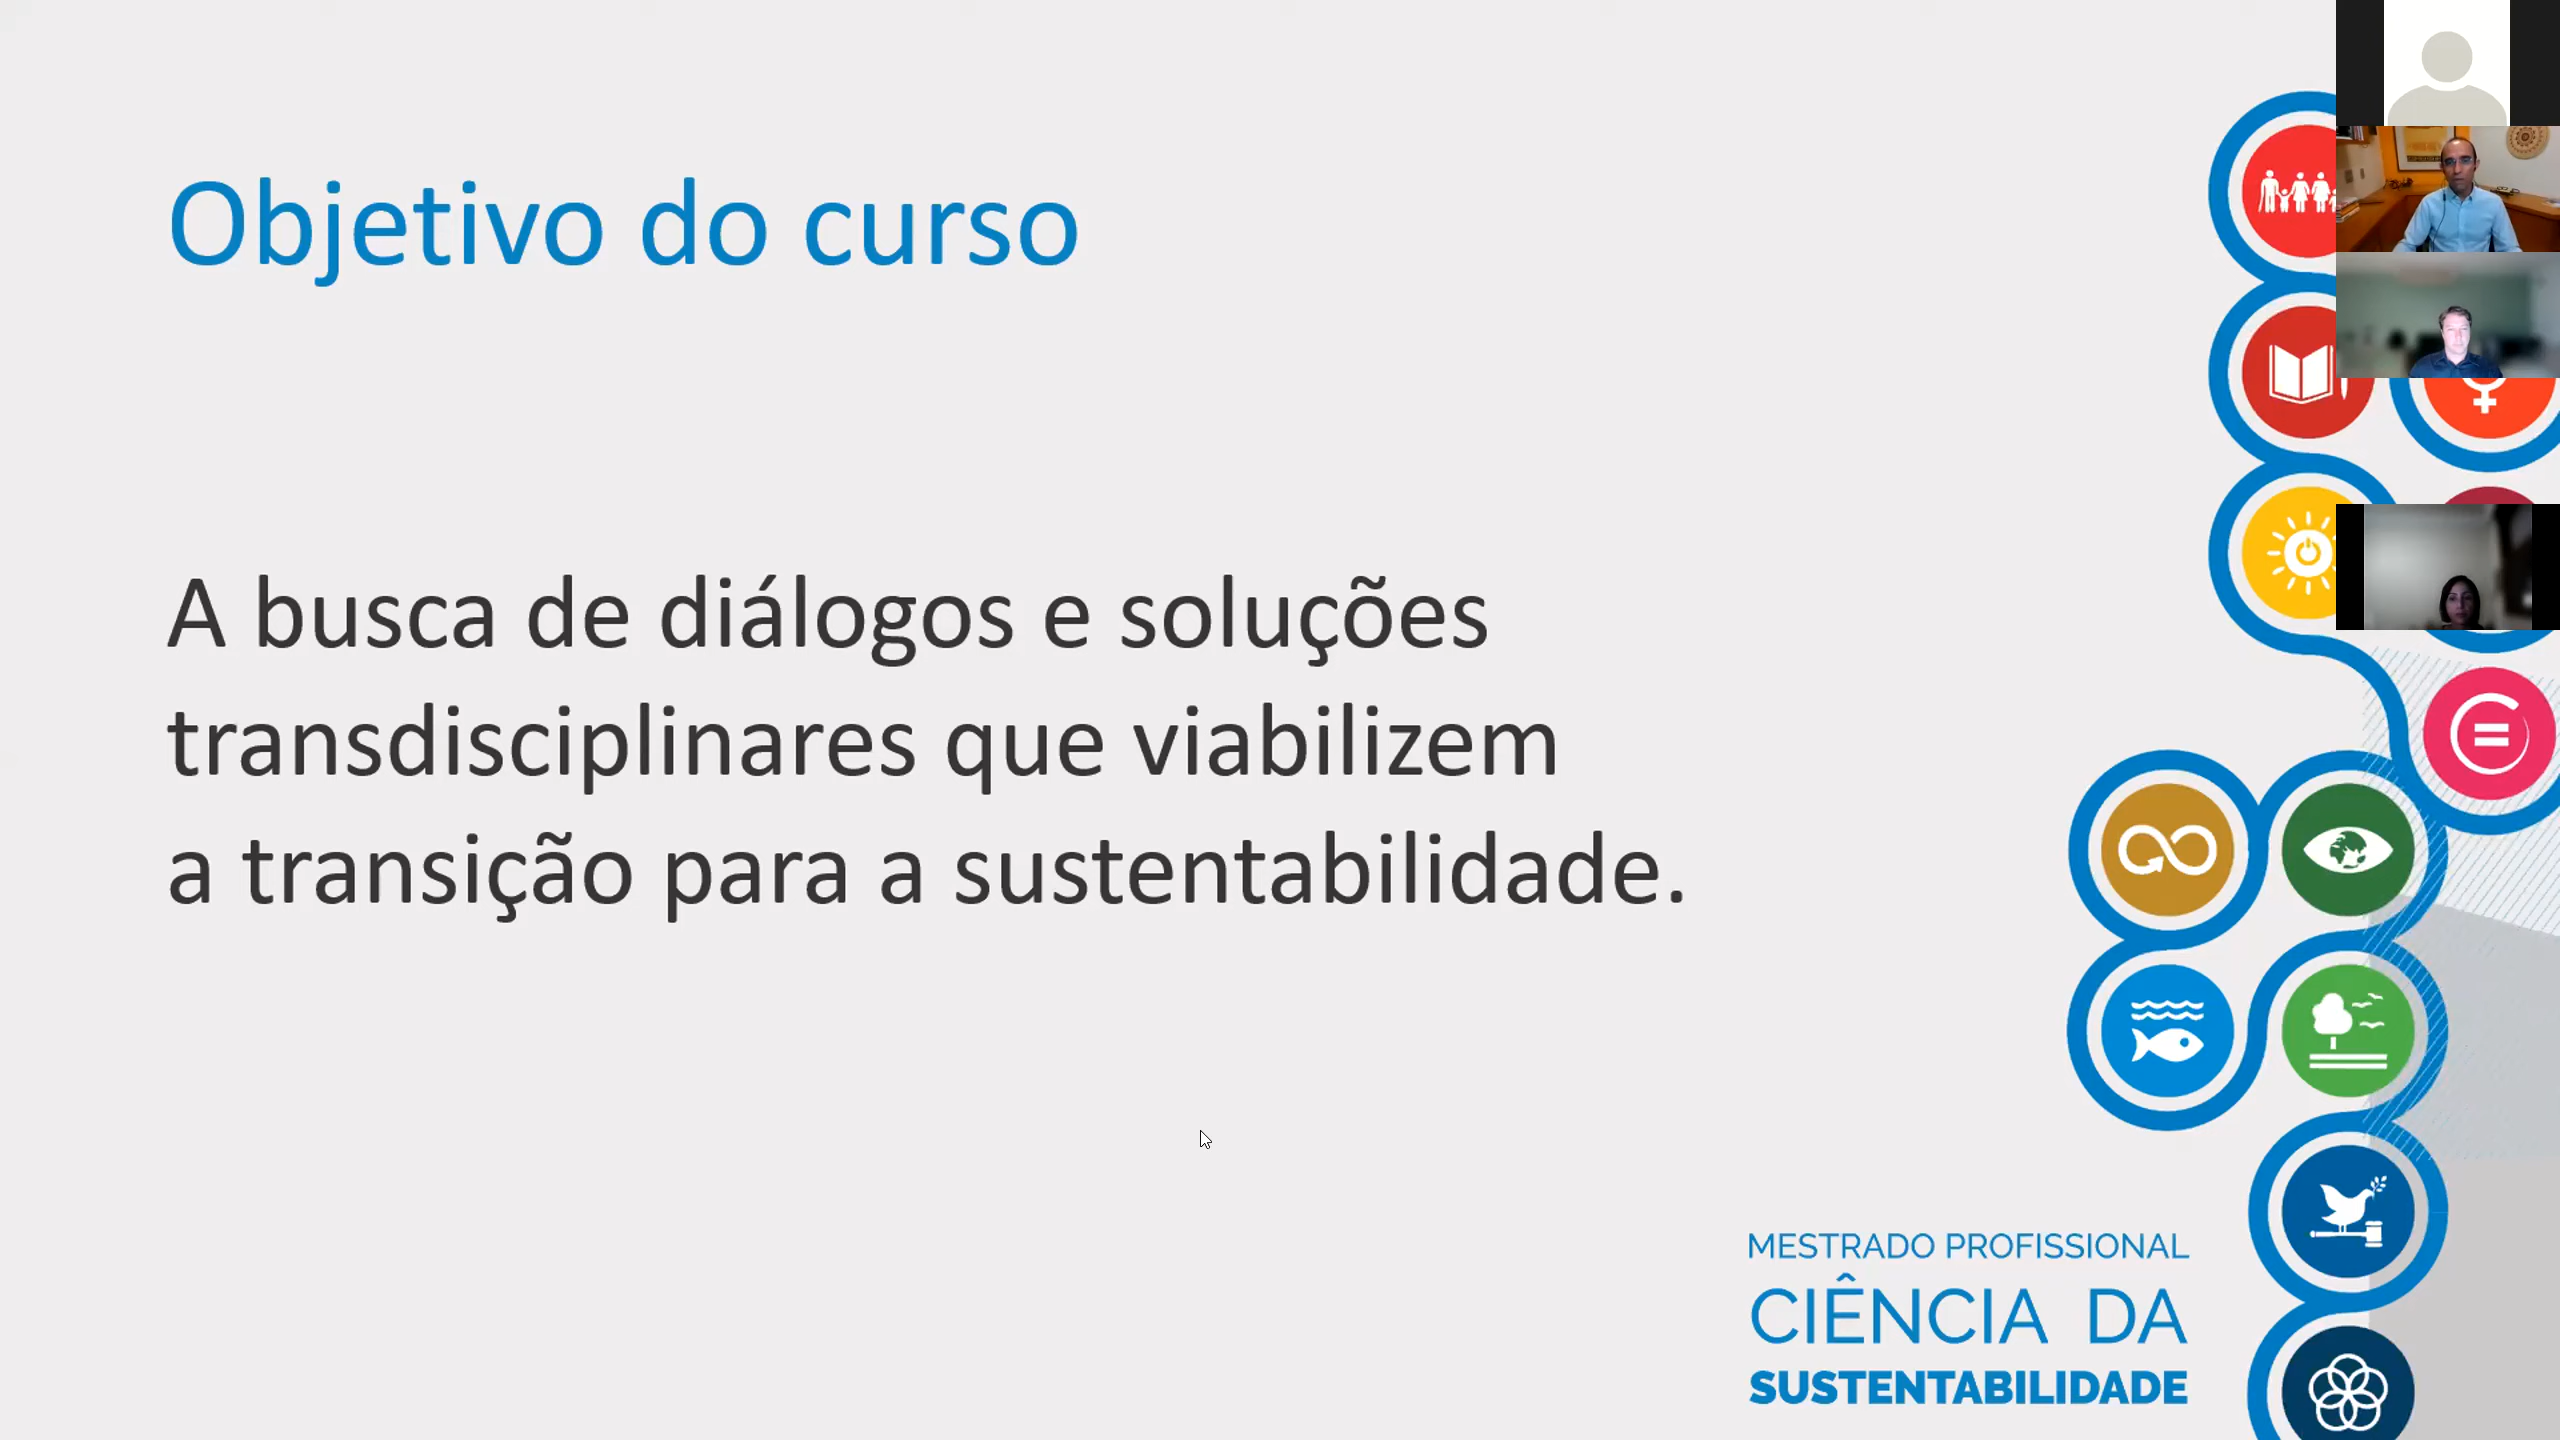 Objetivo do curso
A busca de diálogos e soluções
transdisciplinares que viabilizem
a transição para a sustentabilidade.
MESTRADO PROFISSIONAL
CIÊNCIA DA
SUSTENTABILIDADE